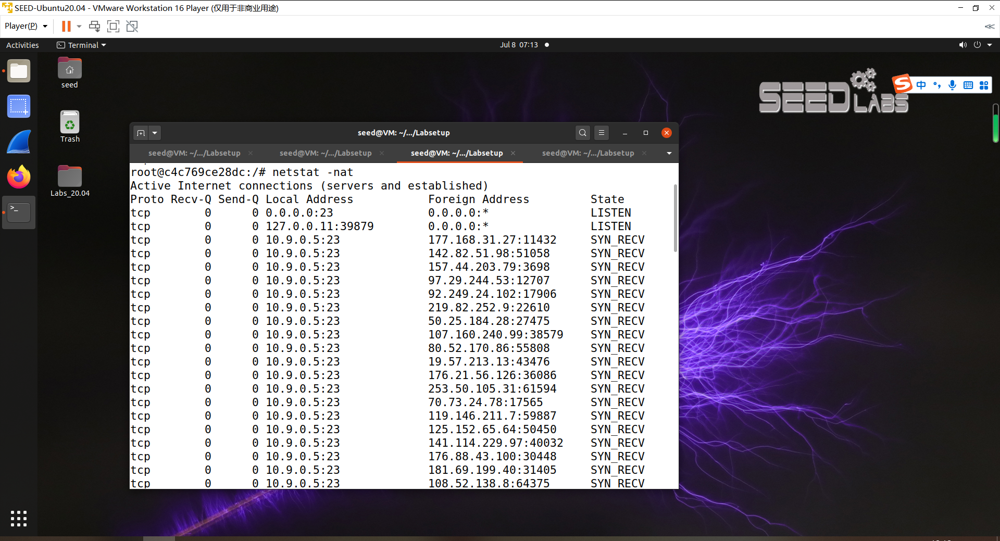 SEED-Ubuntu20.04 - VMware Workstation 16 Player (仅用于非商业用途)
Player(P)
Activities
Terminal
Jul 8 07:13
seed
Trash
Labs_20.04
SEED LABS
中
seed@VM: ~/.../Labsetup
seed@VM: ~/.../Labsetup
seed@VM: ~/.../Labsetup
seed@VM: ~/.../Labsetup
seed@VM: ~/.../Labsetup
root@c4c769ce28dc:/# netstat -nat
Active Internet connections (servers and established)
Proto Recv-Q Send-Q Local Address Foreign Address State
tcp 0 0 0.0.0.0:23 0.0.0.0:* LISTEN
tcp 0 0 127.0.0.11:39879 0.0.0.0:* LISTEN
tcp 0 0 10.9.0.5:23 177.168.31.27:11432 SYN_RECV
tcp 0 0 10.9.0.5:23 142.82.51.98:51058 SYN_RECV
tcp 0 0 10.9.0.5:23 157.44.203.79:3698 SYN_RECV
tcp 0 0 10.9.0.5:23 97.29.244.53:12707 SYN_RECV
tcp 0 0 10.9.0.5:23 92.249.24.102:17906 SYN_RECV
tcp 0 0 10.9.0.5:23 219.82.252.9:22610 SYN_RECV
tcp 0 0 10.9.0.5:23 50.25.184.28:27475 SYN_RECV
tcp 0 0 10.9.0.5:23 107.160.240.99:38579 SYN_RECV
tcp 0 0 10.9.0.5:23 80.52.170.86:55808 SYN_RECV
tcp 0 0 10.9.0.5:23 19.57.213.13:43476 SYN_RECV
tcp 0 0 10.9.0.5:23 176.21.56.126:36086 SYN_RECV
tcp 0 0 10.9.0.5:23 253.50.105.31:61594 SYN_RECV
tcp 0 0 10.9.0.5:23 70.73.24.78:17565 SYN_RECV
tcp 0 0 10.9.0.5:23 119.146.211.7:59887 SYN_RECV
tcp 0 0 10.9.0.5:23 125.152.65.64:50450 SYN_RECV
tcp 0 0 10.9.0.5:23 141.114.229.97:40032 SYN_RECV
tcp 0 0 10.9.0.5:23 176.88.43.100:30448 SYN_RECV
tcp 0 0 10.9.0.5:23 181.69.199.40:31405 SYN_RECV
tcp 0 0 10.9.0.5:23 108.52.138.8:64375 SYN_RECV